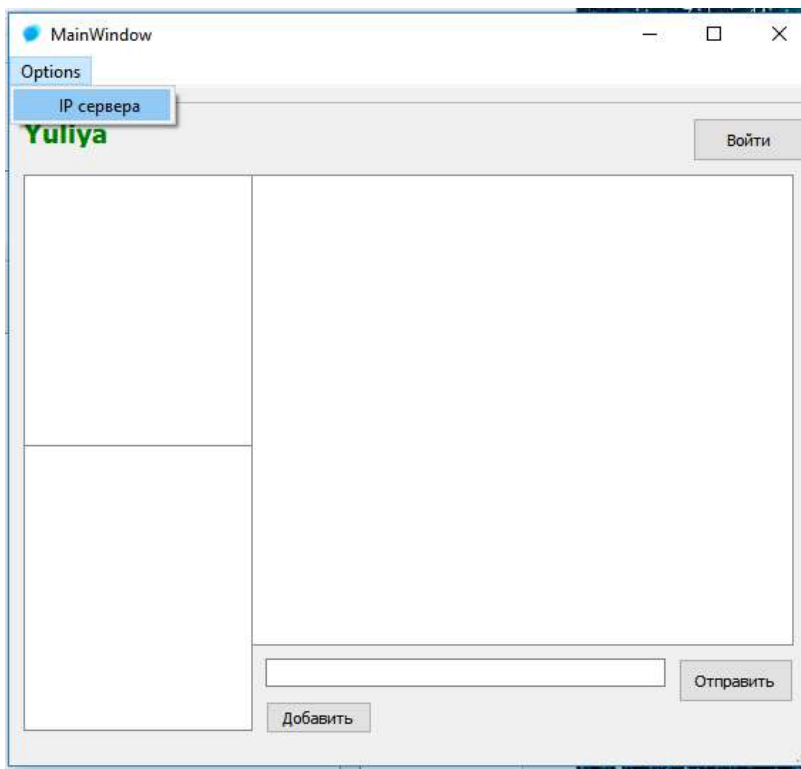 MainWindow
Options
IP сервера
Yuliya
Войти
Отправить
Добавить